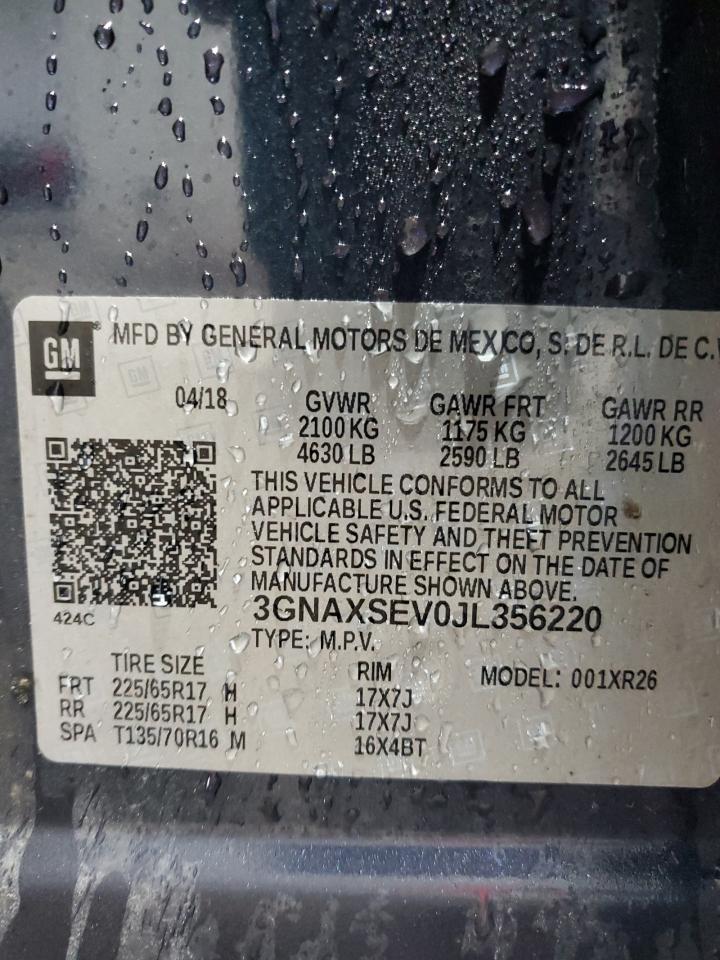 GM
MFD BY GENERAL MOTORS DE MEXICO, S. DE R.L. DE C.
04/18 GVWR GAWR FRT GAWR RR
2100 KG 1175 KG 1200 KG
4630 LB 2590 LB 2645 LB
THIS VEHICLE CONFORMS TO ALL
APPLICABLE U.S. FEDERAL MOTOR
VEHICLE SAFETY AND THEFT PREVENTION
STANDARDS IN EFFECT ON THE DATE OF
MANUFACTURE SHOWN ABOVE.
424C
3GNAXSEV0JL356220
TYPE: M.P.V.
TIRE SIZE RIM MODEL: 001XR26
FRT 225/65R17 H 17X7J
RR 225/65R17 H 17X7J
SPA T135/70R16 M 16X4BT